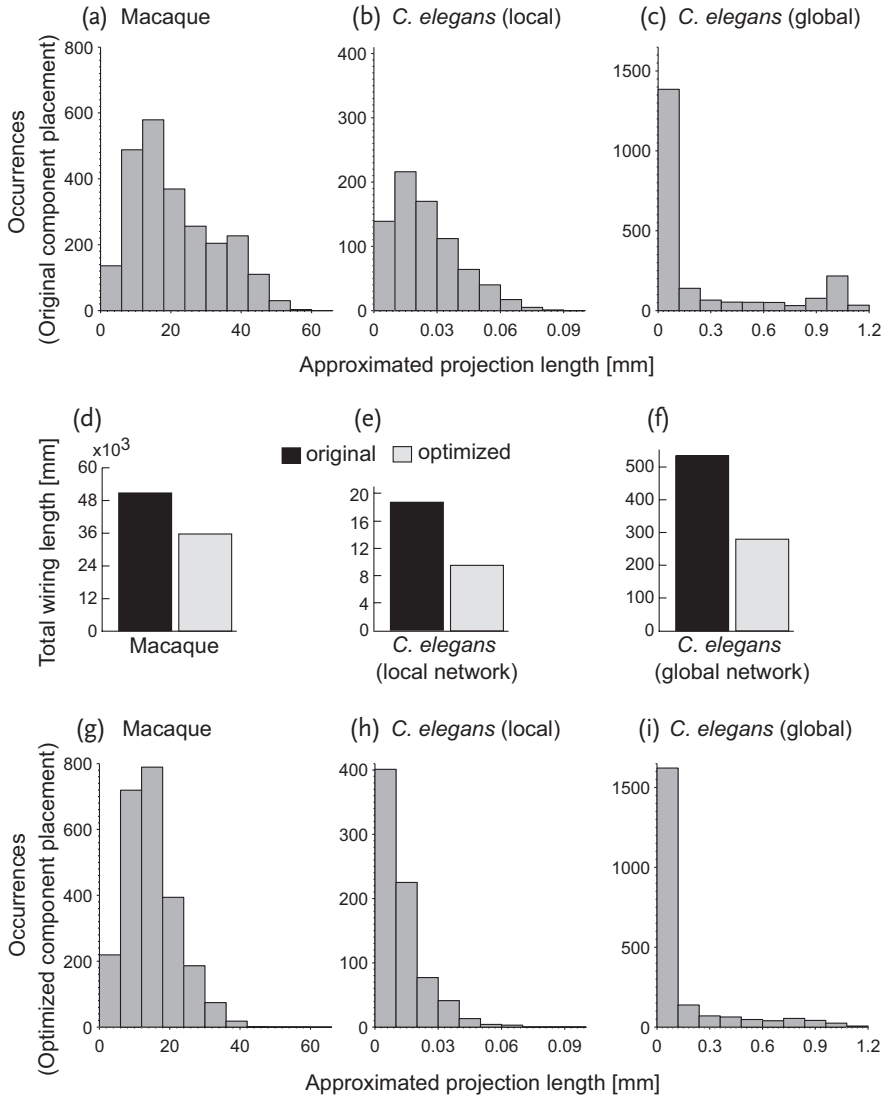 (a) Macaque
(b) C. elegans (local)
(c) C. elegans (global)
Occurrences
(Original component placement)
800
600
400
200
0
0 20 40 60
400
300
200
100
0
0 0.03 0.06 0.09
1500
1000
500
0
0 0.3 0.6 0.9 1.2
Approximated projection length [mm]
(d)
(e)
(f)
Total wiring length [mm]
x10³
60
48
36
24
12
0
Macaque
original
optimized
20
16
12
8
4
0
C. elegans
(local network)
500
400
300
200
100
0
C. elegans
(global network)
(g) Macaque
(h) C. elegans (local)
(i) C. elegans (global)
Occurrences
(Optimized component placement)
800
600
400
200
0
0 20 40 60
400
300
200
100
0
0 0.03 0.06 0.09
1500
1000
500
0
0 0.3 0.6 0.9 1.2
Approximated projection length [mm]